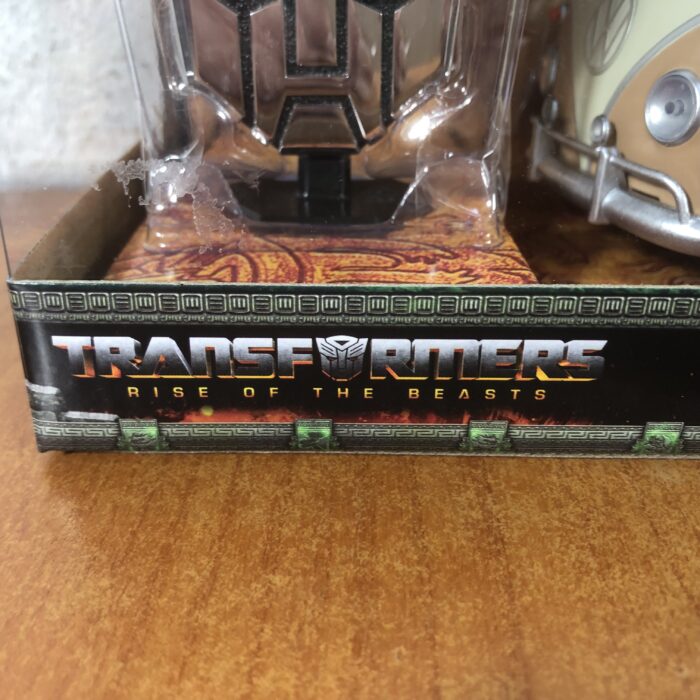 TRANSFORMERS
RISE OF THE BEASTS